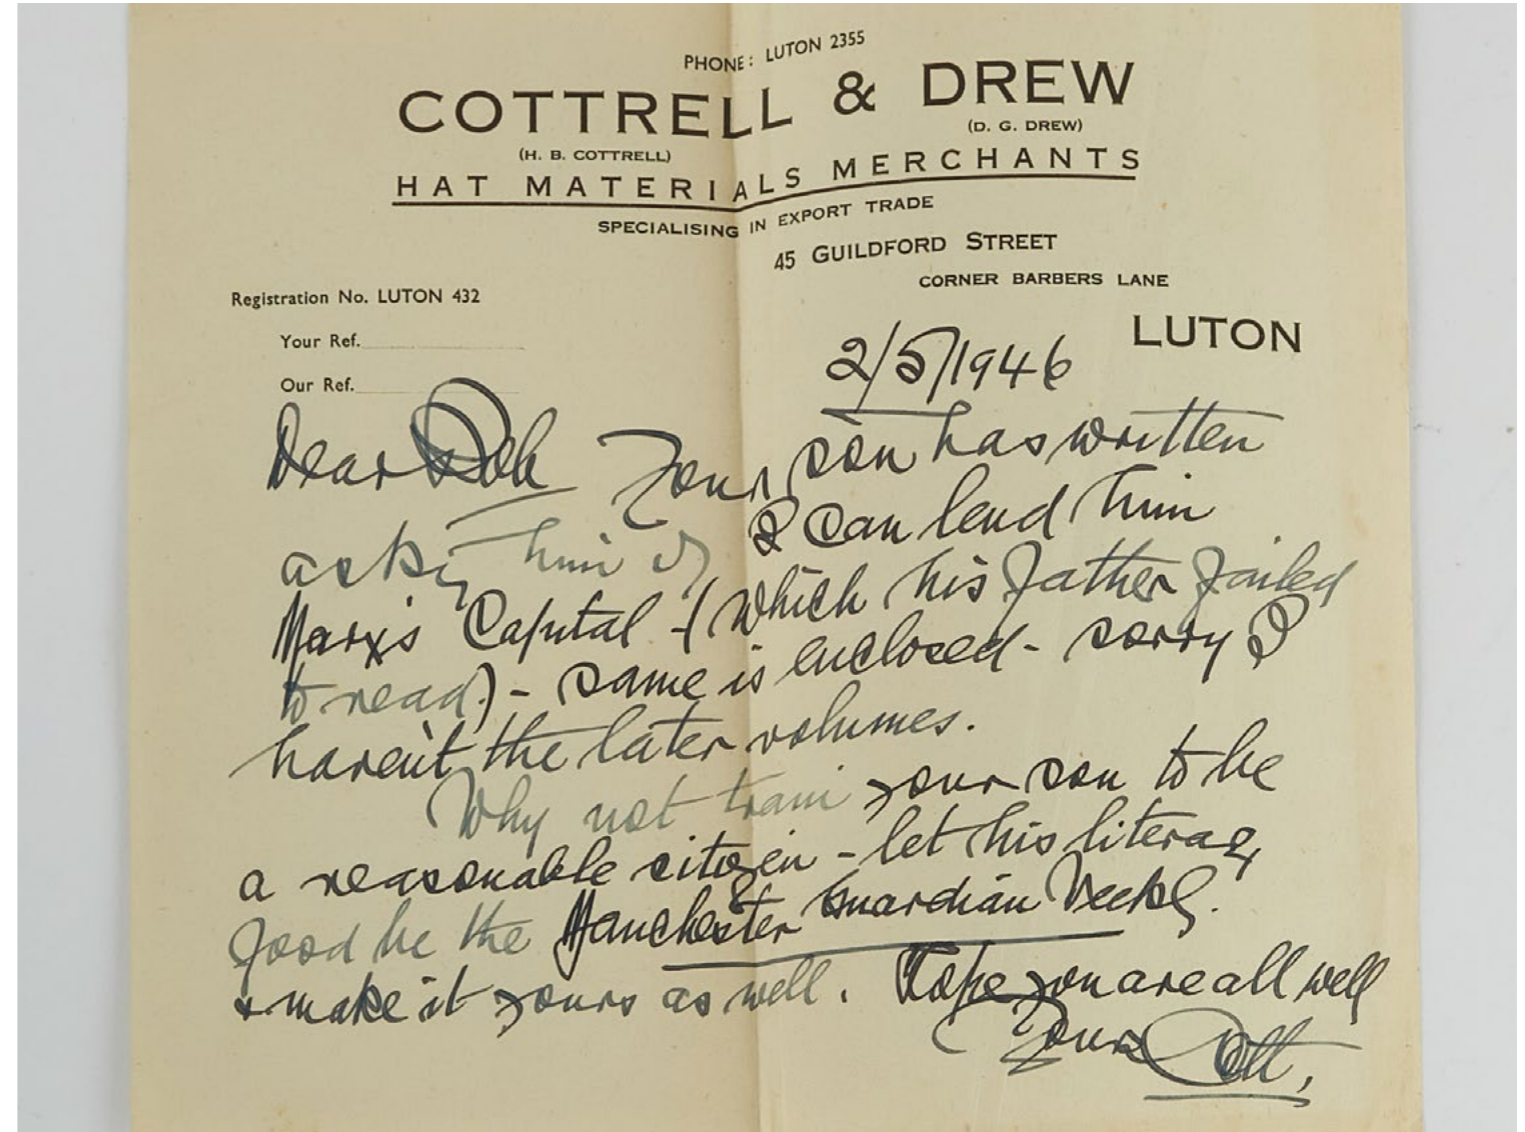 PHONE: LUTON 2355
COTTRELL & DREW
(H. B. COTTRELL) (D. G. DREW)
HAT MATERIALS MERCHANTS
SPECIALISING IN EXPORT TRADE
45 GUILDFORD STREET
CORNER BARBERS LANE
Registration No. LUTON 432
LUTON
Your Ref.
2/5/1946
Our Ref.
Dear Your son has written
asking him if I can lend him
Marx's Capital - (which his father failed
to read) - same is enclosed - sorry I
haven't the later volumes.
Why not train your son to be
a reasonable citizen - let his literary
food be the Manchester Guardian Weekly.
& make it yours as well. Hope you are all well
Yours Cott,